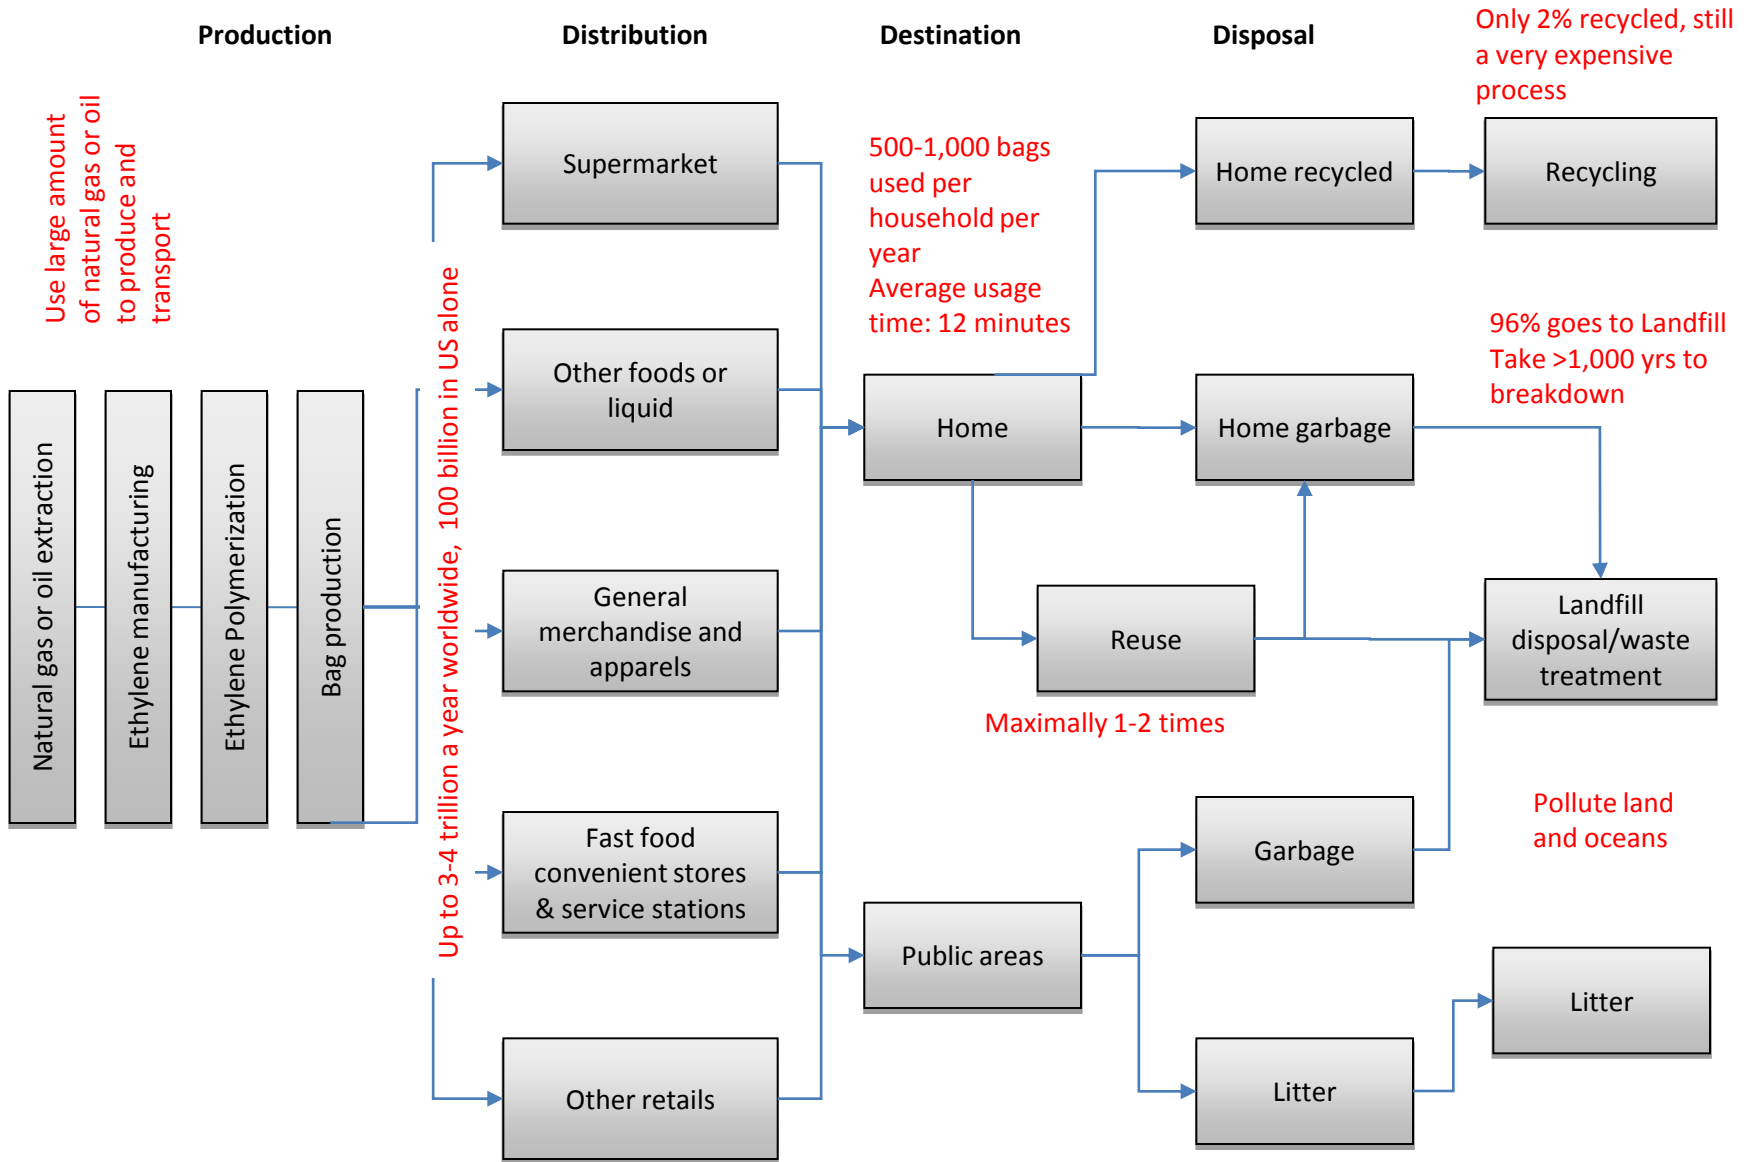 Production
Distribution
Destination
Disposal
Only 2% recycled, still
a very expensive
process
Use large amount
of natural gas or oil
to produce and
transport
Natural gas or oil extraction
Ethylene manufacturing
Ethylene Polymerization
Bag production
Up to 3-4 trillion a year worldwide, 100 billion in US alone
Supermarket
Other foods or
liquid
General
merchandise and
apparels
Fast food
convenient stores
& service stations
Other retails
500-1,000 bags
used per
household per
year
Average usage
time: 12 minutes
Home
Reuse
Maximally 1-2 times
Public areas
Home recycled
Home garbage
Garbage
Litter
Recycling
96% goes to Landfill
Take >1,000 yrs to
breakdown
Landfill
disposal/waste
treatment
Pollute land
and oceans
Litter